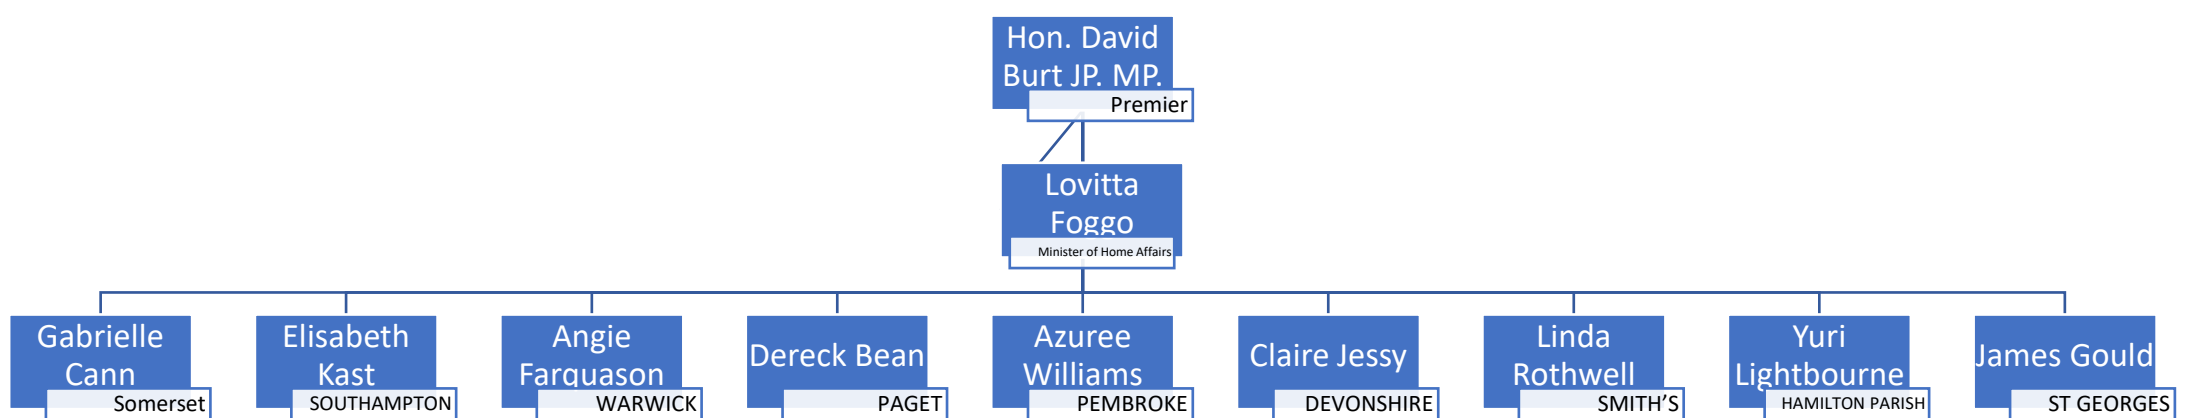 Hon. David
Burt JP. MP.
Premier
Lovitta
Foggo
Minister of Home Affairs
Gabrielle
Cann
Somerset
Elisabeth
Kast
SOUTHAMPTON
Angie
Farquason
WARWICK
Dereck Bean
PAGET
Azuree
Williams
PEMBROKE
Claire Jessy
DEVONSHIRE
Linda
Rothwell
SMITH’S
Yuri
Lightbourne
HAMILTON PARISH
James Gould
ST GEORGES